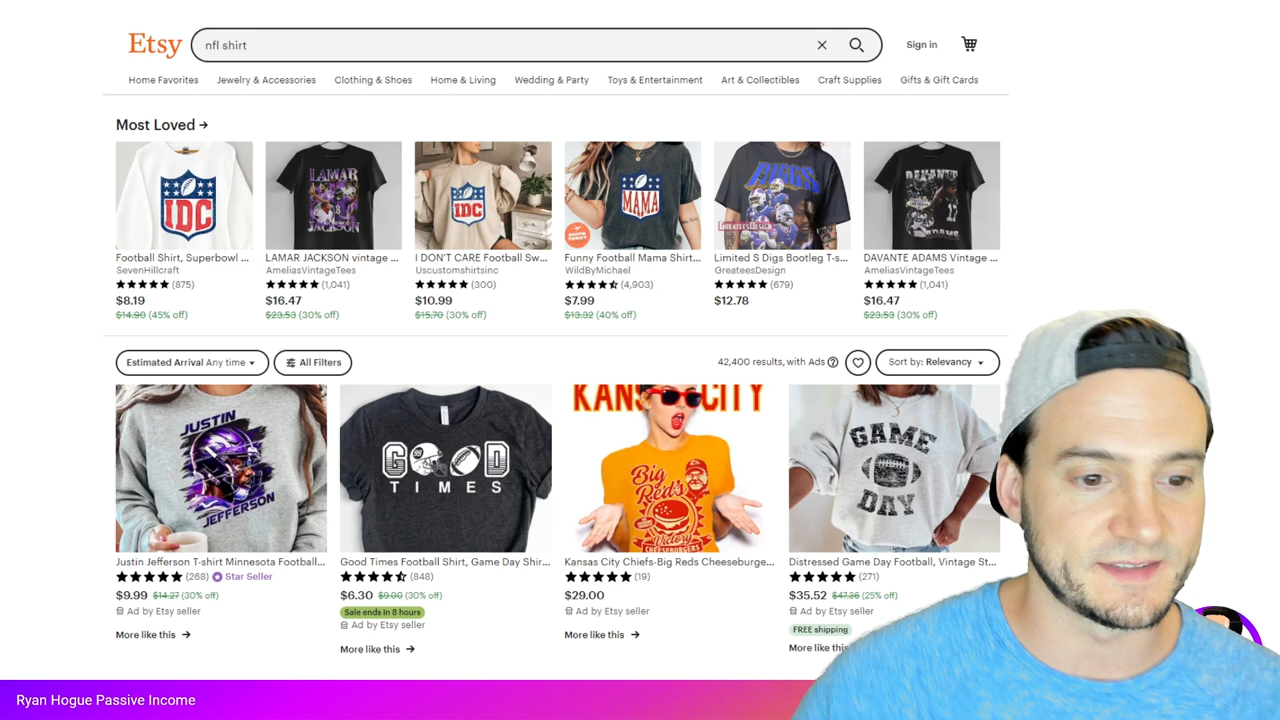 Etsy
nfl shirt
Sign in
Home Favorites
Jewelry & Accessories
Clothing & Shoes
Home & Living
Wedding & Party
Toys & Entertainment
Art & Collectibles
Craft Supplies
Gifts & Gift Cards
Most Loved →
IDC
LAMAR
8
JACKSON
IDC
MAMA
DIGGS
GREATEESDESIGN
DAVANTE
17
ADAMS
Football Shirt, Superbowl ...
SevenHillcraft
(875)
$8.19
$14.90 (45% off)
LAMAR JACKSON vintage ...
AmeliasVintageTees
(1,041)
$16.47
$23.53 (30% off)
I DON'T CARE Football Sw...
Uscustomshirtsinc
(300)
$10.99
$15.70 (30% off)
Funny Football Mama Shirt...
WildByMichael
(4,903)
$7.99
$13.32 (40% off)
Limited S Digs Bootleg T-s...
GreateesDesign
(679)
$12.78
DAVANTE ADAMS Vintage ...
AmeliasVintageTees
(1,041)
$16.47
$23.53 (30% off)
Estimated Arrival Any time
All Filters
42,400 results, with Ads
Sort by: Relevancy
JUSTIN
JEFFERSON
GOOD
TIMES
KANSAS CITY
Big
Red's
Victory
CHEESEBURGERS
GAME
DAY
Justin Jefferson T-shirt Minnesota Football...
(268) Star Seller
$9.99 $14.27 (30% off)
Ad by Etsy seller
More like this →
Good Times Football Shirt, Game Day Shir...
(848)
$6.30 $9.00 (30% off)
Sale ends in 8 hours
Ad by Etsy seller
More like this →
Kansas City Chiefs-Big Reds Cheeseburge...
(19)
$29.00
Ad by Etsy seller
More like this →
Distressed Game Day Football, Vintage St...
(271)
$35.52 $47.36 (25% off)
Ad by Etsy seller
FREE shipping
More like this
Ryan Hogue Passive Income